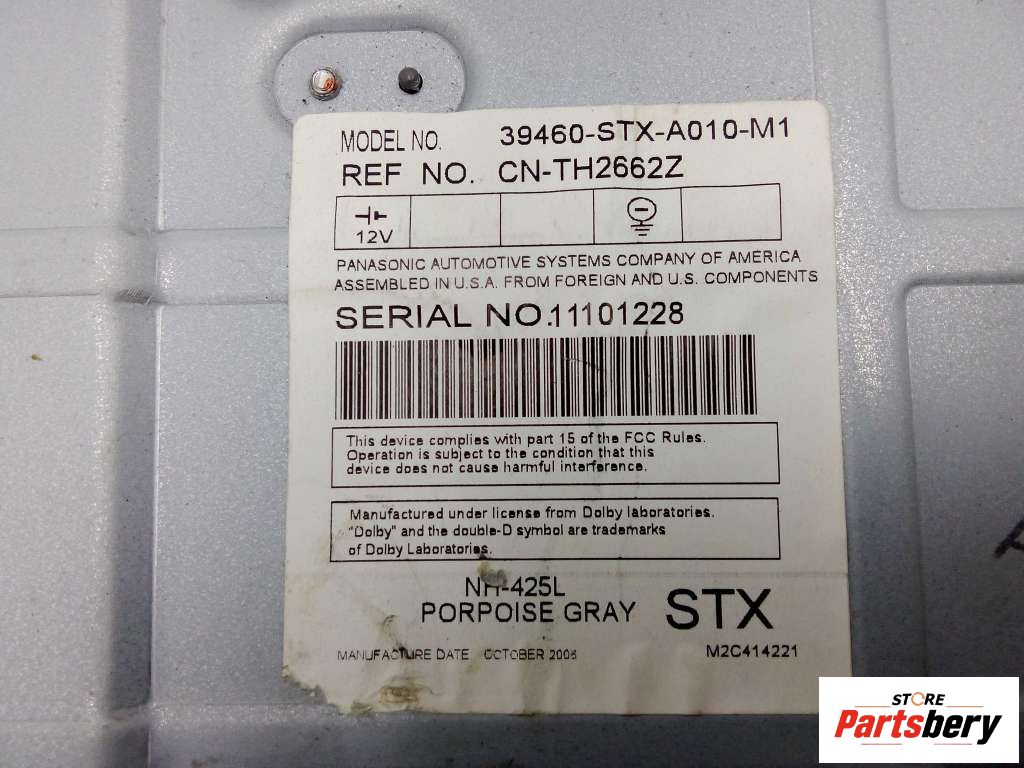 MODEL NO. 39460-STX-A010-M1
REF NO. CN-TH2662Z
12V
PANASONIC AUTOMOTIVE SYSTEMS COMPANY OF AMERICA
ASSEMBLED IN U.S.A. FROM FOREIGN AND U.S. COMPONENTS
SERIAL NO.11101228
This device complies with part 15 of the FCC Rules.
Operation is subject to the condition that this
device does not cause harmful interference.
Manufactured under license from Dolby laboratories.
"Dolby" and the double-D symbol are trademarks
of Dolby Laboratories.
NH-425L
PORPOISE GRAY STX
MANUFACTURE DATE OCTOBER 2006
M2C414221
STORE
Partsbery